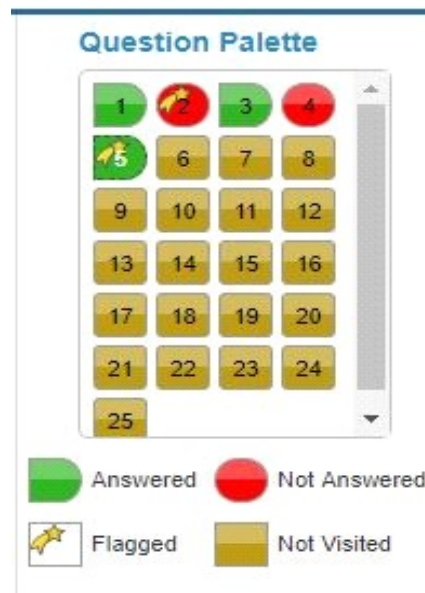 Question Palette
1 2 3 4
5 6 7 8
9 10 11 12
13 14 15 16
17 18 19 20
21 22 23 24
25
Answered Not Answered
Flagged Not Visited